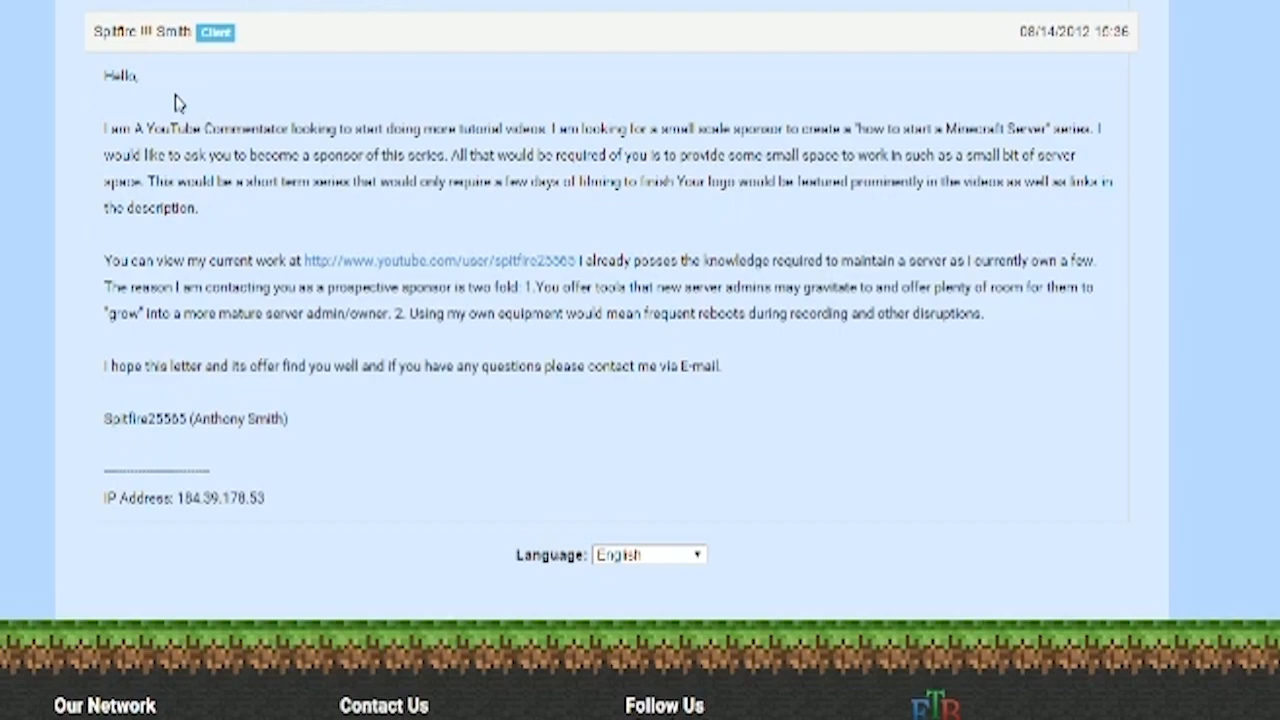 Spitfire III Smith Client 08/14/2012 15:36
Hello,
I am A YouTube Commentator looking to start doing more tutorial videos. I am looking for a small scale sponsor to create a "how to start a Minecraft Server" series. I
would like to ask you to become a sponsor of this series. All that would be required of you is to provide some small space to work in such as a small bit of server
space. This would be a short term series that would only require a few days of filming to finish Your logo would be featured prominently in the videos as well as links in
the description.
You can view my current work at http://www.youtube.com/user/spitfire25565 I already posses the knowledge required to maintain a server as I currently own a few.
The reason I am contacting you as a prospective sponsor is two fold: 1.You offer tools that new server admins may gravitate to and offer plenty of room for them to
"grow" into a more mature server admin/owner. 2. Using my own equipment would mean frequent reboots during recording and other disruptions.
I hope this letter and its offer find you well and if you have any questions please contact me via E-mail.
Spitfire25565 (Anthony Smith)
----------------------------
IP Address: 184.39.178.53
Language: English
Our Network Contact Us Follow Us FTB